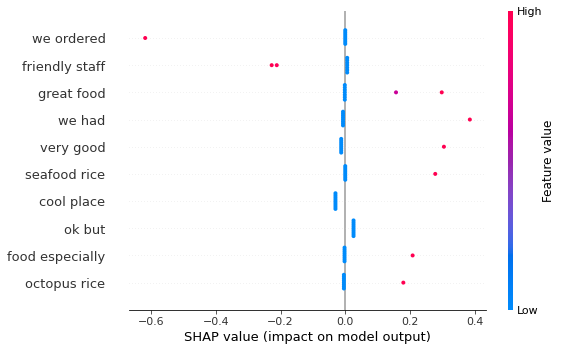 High
we ordered
friendly staff
great food
we had
very good
seafood rice
cool place
ok but
food especially
octopus rice
Feature value
Low
−0.6 −0.4 −0.2 0.0 0.2 0.4
SHAP value (impact on model output)